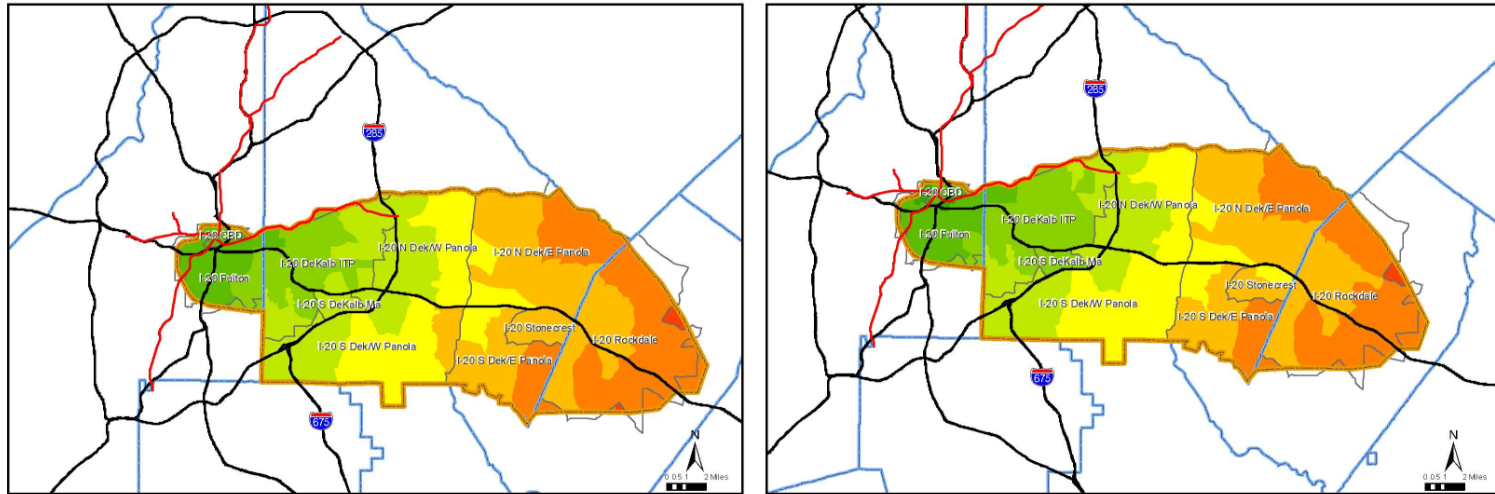 285
I-20 CBD
I-20 Fulton
I-20 DeKalb ITP
I-20 N Dek/W Panola
I-20 N Dek/E Panola
I-20 S DeKalb Ma
I-20 Stonecrest
I-20 Rockdale
I-20 S Dek/W Panola
I-20 S Dek/E Panola
675
N
0 0.5 1 2 Miles
285
I-20 CBD
I-20 Fulton
I-20 DeKalb ITP
I-20 N Dek/W Panola
I-20 N Dek/E Panola
I-20 S DeKalb Ma
I-20 Stonecrest
I-20 Rockdale
I-20 S Dek/W Panola
I-20 S Dek/E Panola
675
N
0 0.5 1 2 Miles